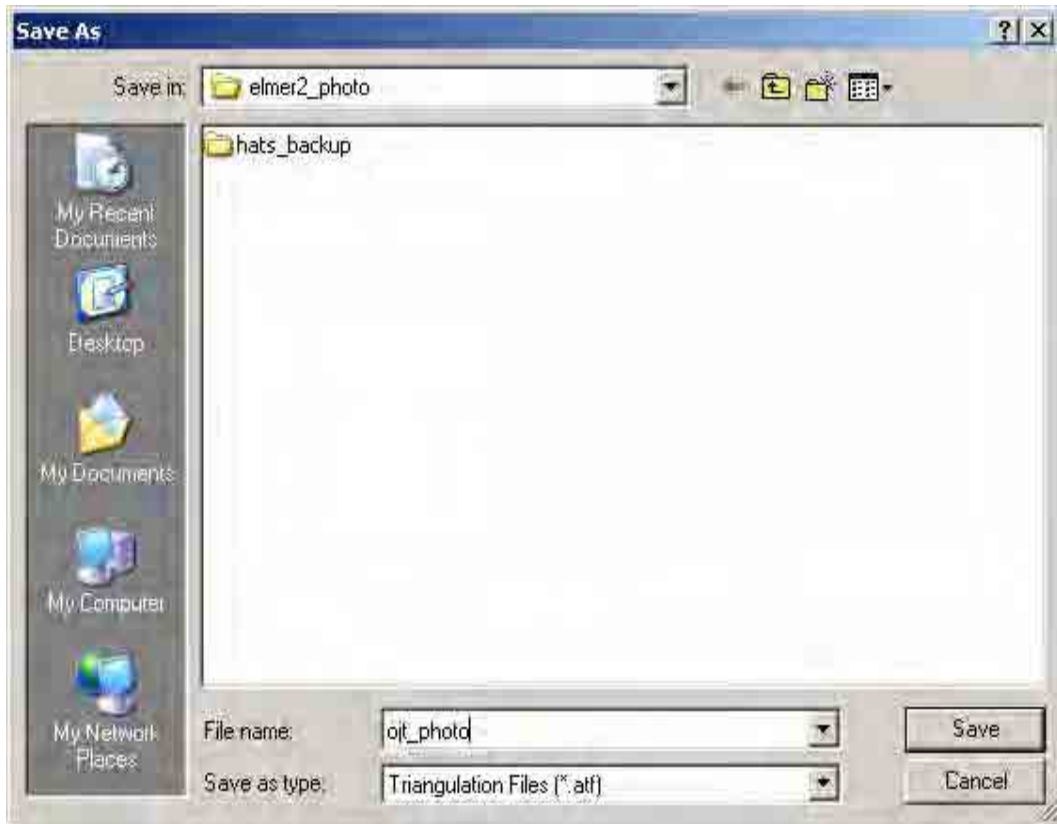 Save As
Save in:
elmer2_photo
hats_backup
My Recent
Documents
Desktop
My Documents
My Computer
My Network
Places
File name:
ojt_photo
Save
Save as type:
Triangulation Files (*.atf)
Cancel